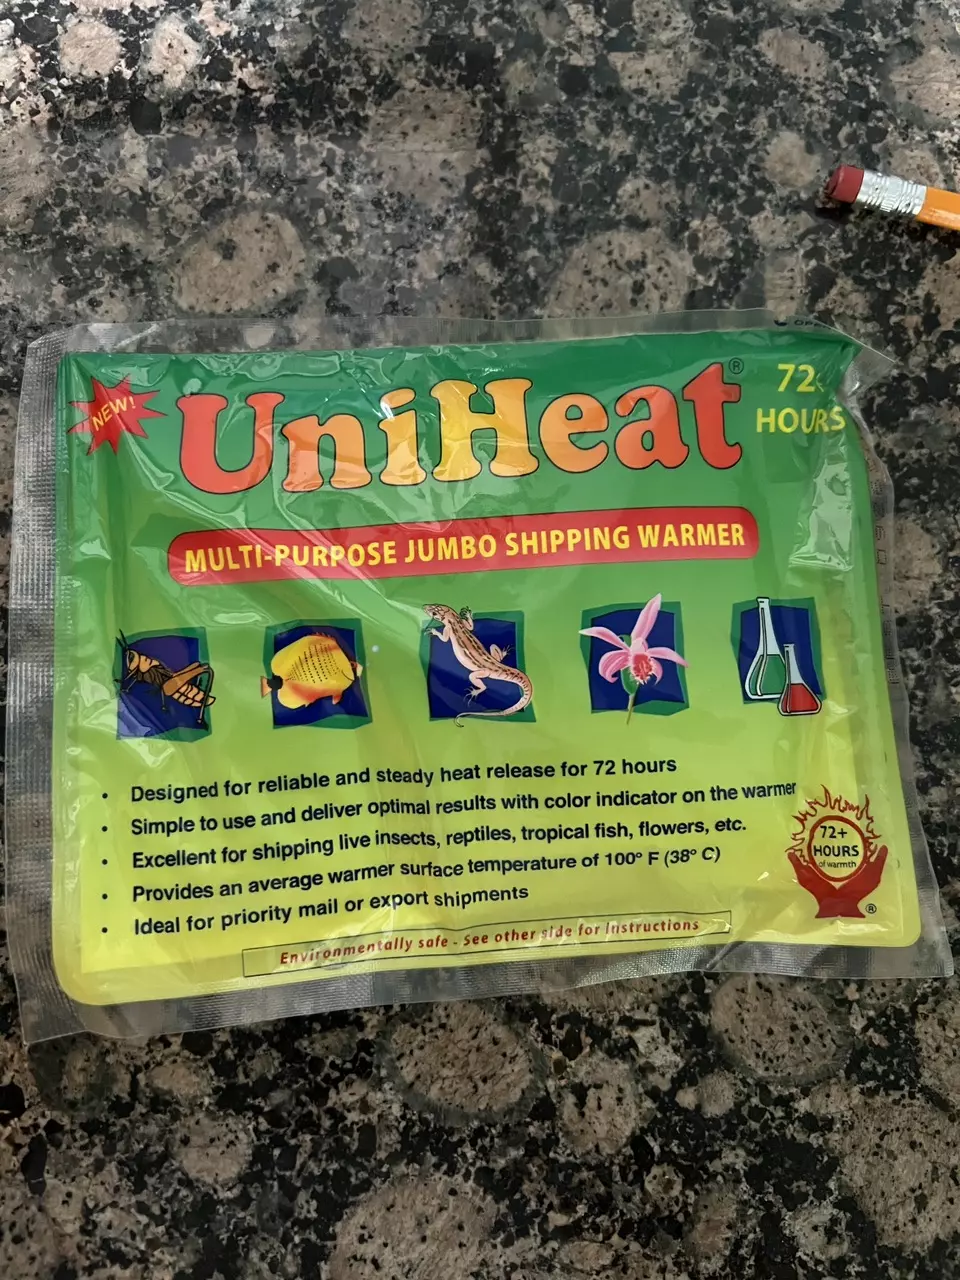 NEW!
UniHeat®
72+
HOURS
MULTI-PURPOSE JUMBO SHIPPING WARMER
• Designed for reliable and steady heat release for 72 hours
• Simple to use and deliver optimal results with color indicator on the warmer
• Excellent for shipping live insects, reptiles, tropical fish, flowers, etc.
• Provides an average warmer surface temperature of 100° F (38° C)
• Ideal for priority mail or export shipments
72+
HOURS
of warmth
®
Environmentally safe - See other side for Instructions